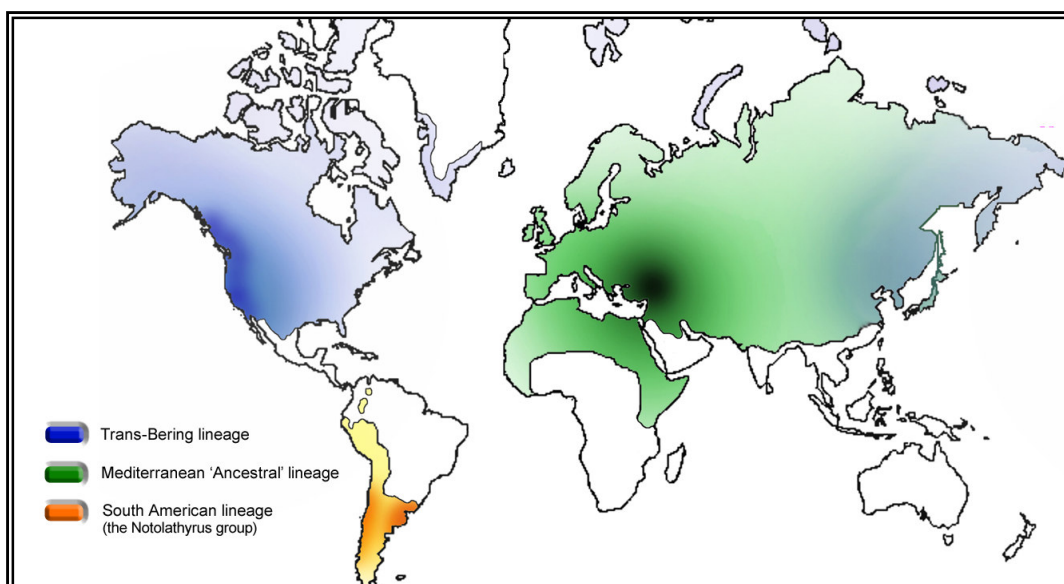 Trans-Bering lineage
Mediterranean ‘Ancestral’ lineage
South American lineage
(the Notolathyrus group)